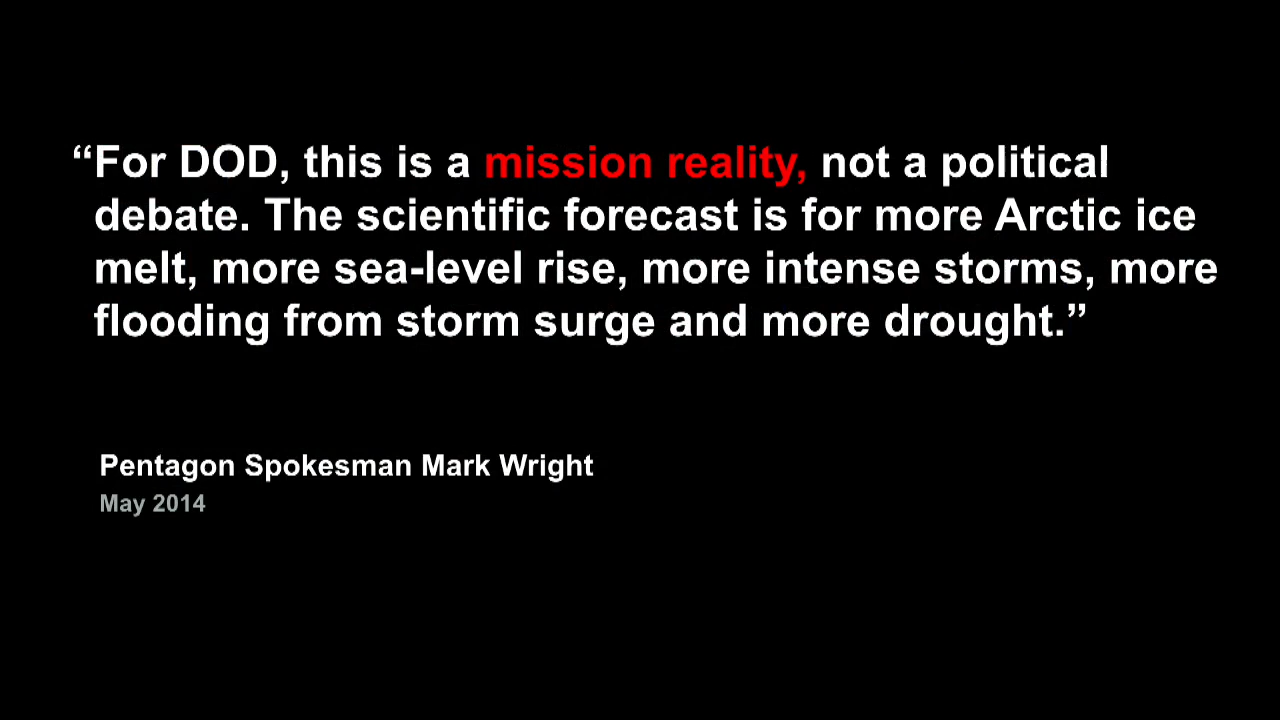 “For DOD, this is a mission reality, not a political
debate. The scientific forecast is for more Arctic ice
melt, more sea-level rise, more intense storms, more
flooding from storm surge and more drought.”
Pentagon Spokesman Mark Wright
May 2014